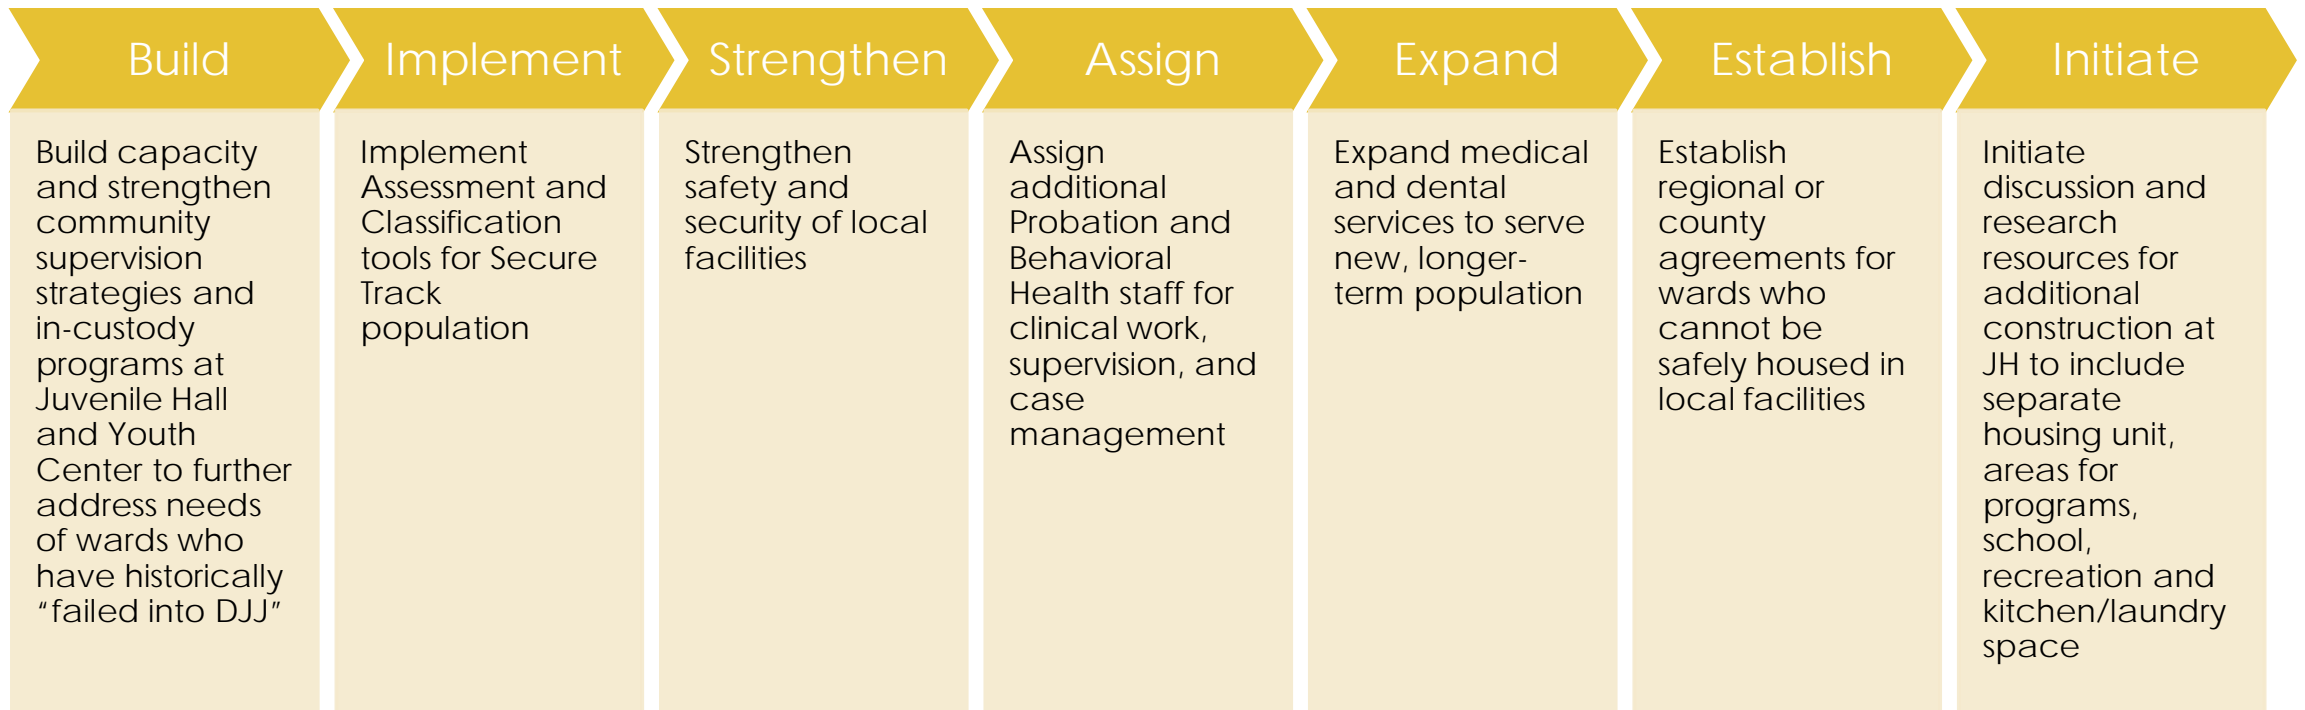 Build
Build capacity
and strengthen
community
supervision
strategies and
in-custody
programs at
Juvenile Hall
and Youth
Center to further
address needs
of wards who
have historically
“failed into DJJ”
Implement
Implement
Assessment and
Classification
tools for Secure
Track
population
Strengthen
Strengthen
safety and
security of local
facilities
Assign
Assign
additional
Probation and
Behavioral
Health staff for
clinical work,
supervision, and
case
management
Expand
Expand medical
and dental
services to serve
new, longer-
term population
Establish
Establish
regional or
county
agreements for
wards who
cannot be
safely housed in
local facilities
Initiate
Initiate
discussion and
research
resources for
additional
construction at
JH to include
separate
housing unit,
areas for
programs,
school,
recreation and
kitchen/laundry
space